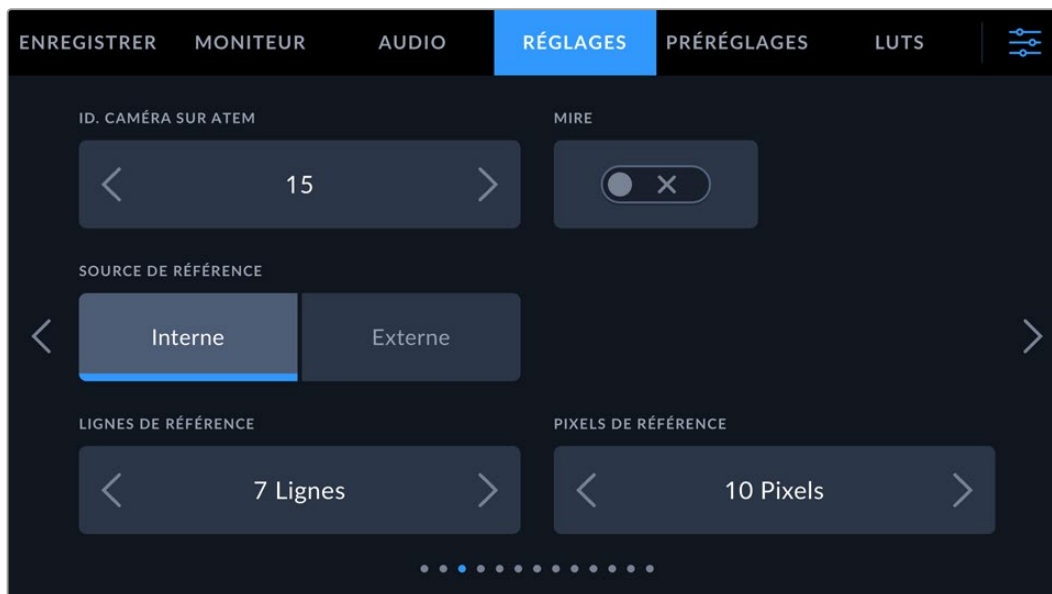 ENREGISTRER MONITEUR AUDIO RÉGLAGES PRÉRÉGLAGES LUTS
ID. CAMÉRA SUR ATEM MIRE
15
SOURCE DE RÉFÉRENCE
Interne Externe
LIGNES DE RÉFÉRENCE PIXELS DE RÉFÉRENCE
7 Lignes 10 Pixels